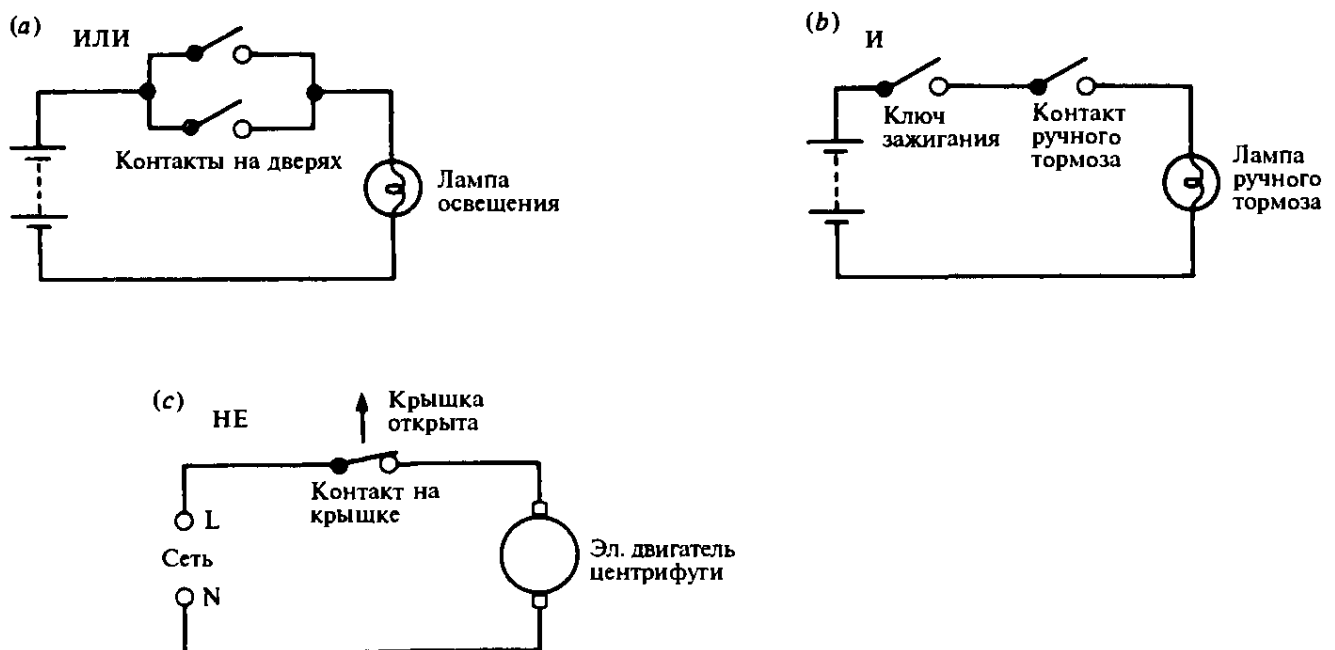 (a) ИЛИ
Контакты на дверях
Лампа
освещения
(b) И
Ключ
зажигания
Контакт
ручного
тормоза
Лампа
ручного
тормоза
(c) НЕ
Крышка
открыта
Контакт на
крышке
L
Сеть
N
Эл. двигатель
центрифуги